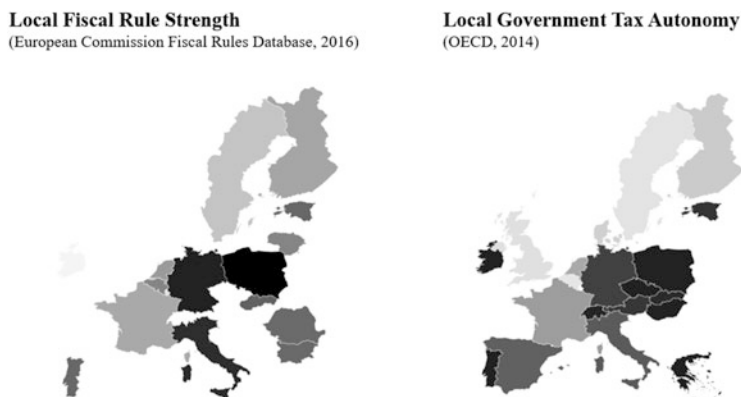 Local Fiscal Rule Strength
(European Commission Fiscal Rules Database, 2016)
Local Government Tax Autonomy
(OECD, 2014)